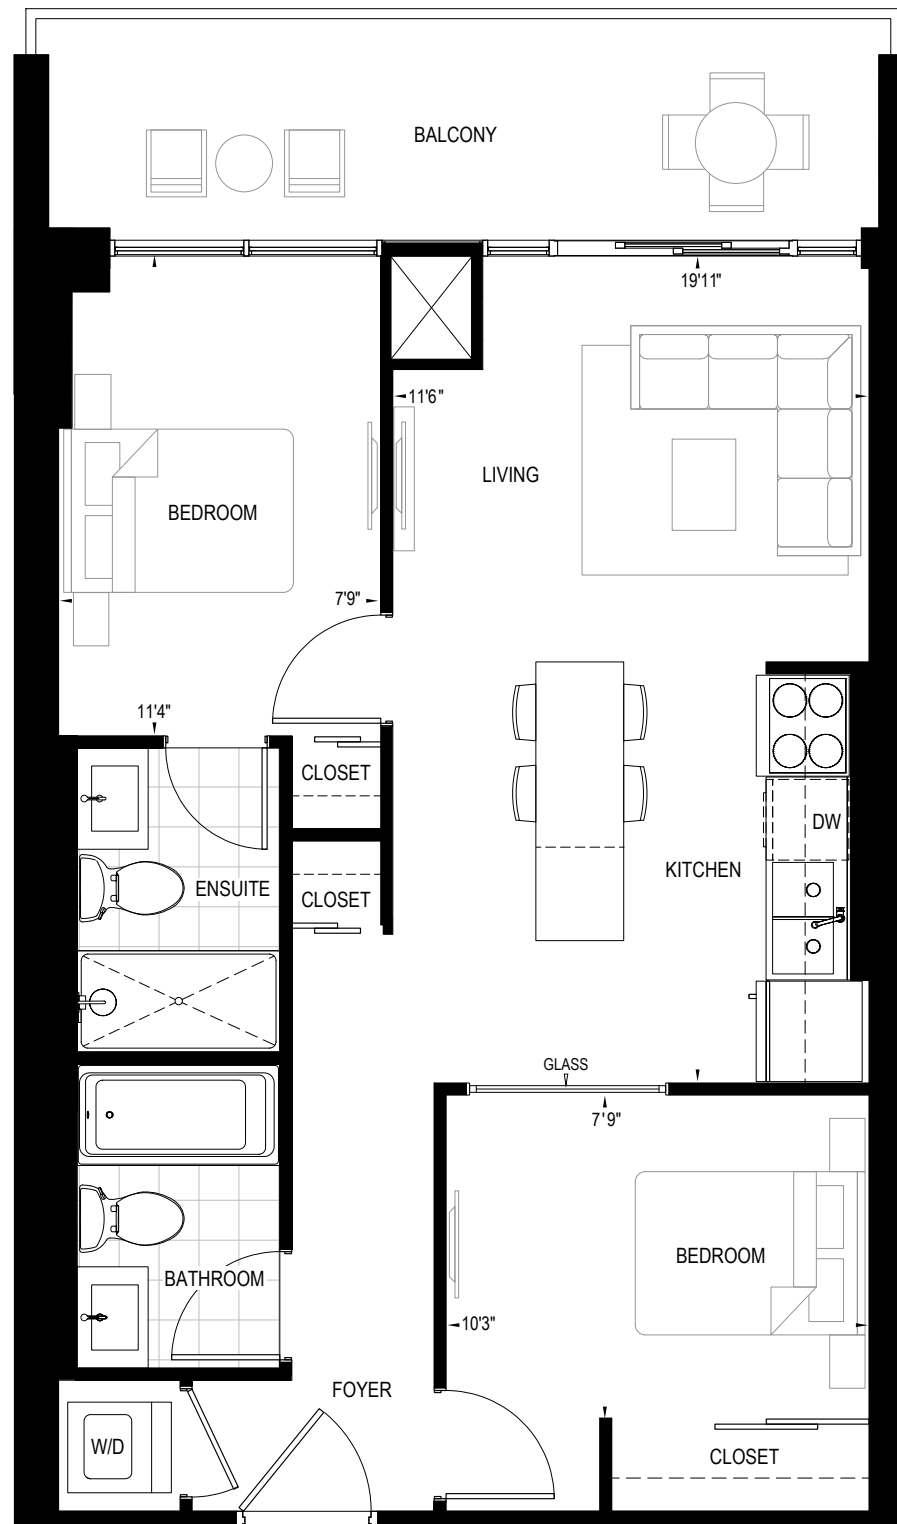 BALCONY
19'11"
11'6"
LIVING
BEDROOM
7'9"
11'4"
CLOSET
DW
KITCHEN
ENSUITE
CLOSET
GLASS
7'9"
BEDROOM
BATHROOM
10'3"
FOYER
W/D
CLOSET